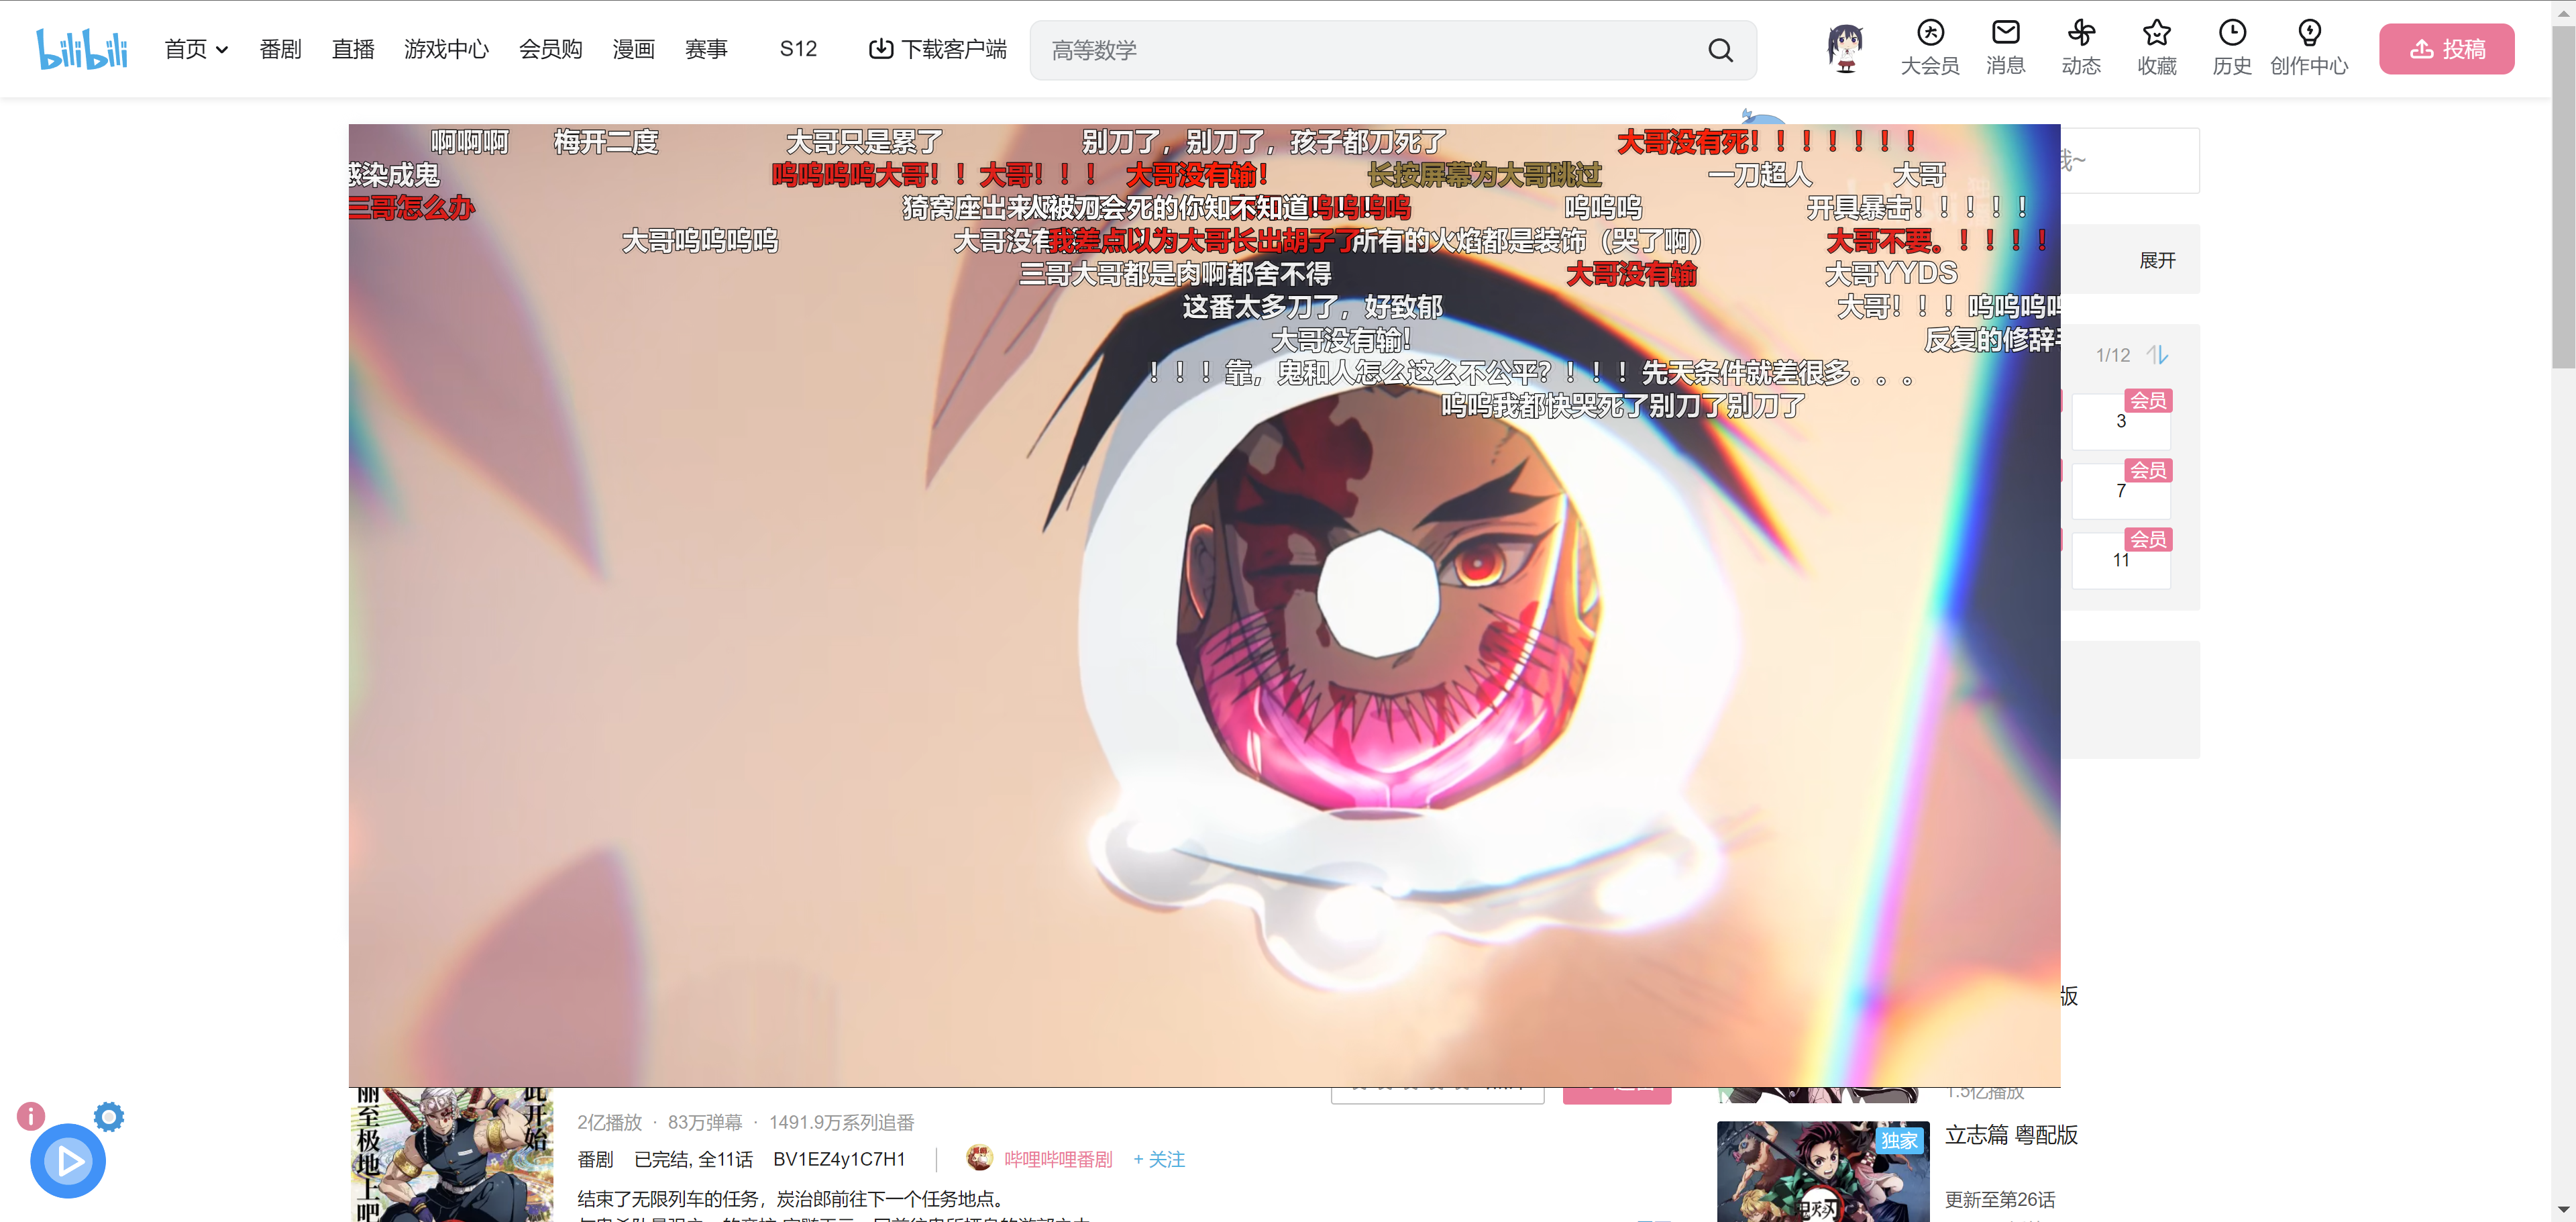 bilibili 首页 番剧 直播 游戏中心 会员购 漫画 赛事 S12 下载客户端 高等数学 大会员 消息 动态 收藏 历史 创作中心 投稿
啊啊啊 梅开二度 大哥只是累了 别刀了，别刀了，孩子都刀死了 大哥没有死！！！！！！！
感染成鬼 呜呜呜呜大哥！！大哥！！！ 大哥没有输！ 长按屏幕为大哥跳过 一刀超人 大哥
三哥怎么办 猗窝座出来 人被刀会死的你知不知道！！！ 呜呜呜呜 呜呜呜 开具暴击！！！！！
大哥呜呜呜呜 大哥没有 我差点以为大哥长出胡子了 所有的火焰都是装饰（哭了啊） 大哥不要。！！！！
三哥大哥都是肉啊都舍不得 大哥没有输 大哥YYDS
这番太多刀了，好致郁 大哥！！！呜呜呜呜
大哥没有输！ 反复的修辞手
！！！靠，鬼和人怎么这么不公平？！！！先天条件就差很多。。。
呜呜我都快哭死了别刀了别刀了
我~
展开
1/12
会员
3
会员
7
会员
11
版
1.5亿播放
丽至极地上吧
此开始
2亿播放 · 83万弹幕 · 1491.9万系列追番
番剧 已完结, 全11话 BV1EZ4y1C7H1 哔哩哔哩番剧 + 关注
结束了无限列车的任务，炭治郎前往下一个任务地点。
独家
鬼灭刃
立志篇 粤配版
更新至第26话